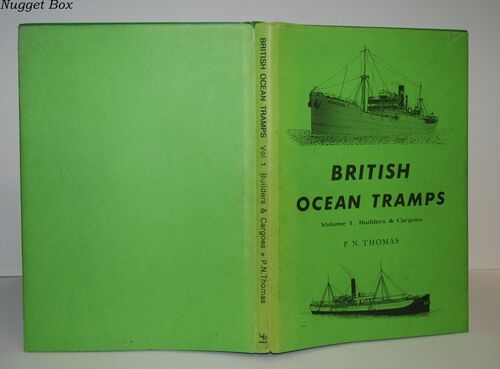 Nugget Box
BRITISH OCEAN TRAMPS Vol 1. Builders & Cargoes * P.N.Thomas
BRITISH
OCEAN TRAMPS
Volume 1. Builders & Cargoes
P. N. THOMAS